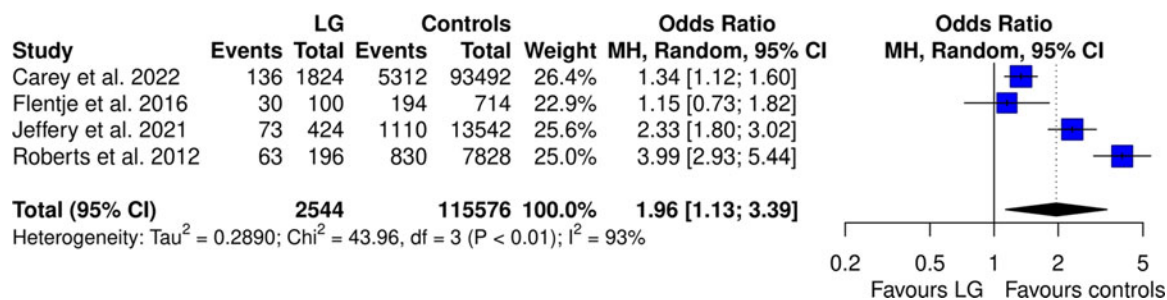 LG Controls Odds Ratio Odds Ratio
Study Events Total Events Total Weight MH, Random, 95% CI MH, Random, 95% CI
Carey et al. 2022 136 1824 5312 93492 26.4% 1.34 [1.12; 1.60]
Flentje et al. 2016 30 100 194 714 22.9% 1.15 [0.73; 1.82]
Jeffery et al. 2021 73 424 1110 13542 25.6% 2.33 [1.80; 3.02]
Roberts et al. 2012 63 196 830 7828 25.0% 3.99 [2.93; 5.44]
Total (95% CI) 2544 115576 100.0% 1.96 [1.13; 3.39]
Heterogeneity: Tau² = 0.2890; Chi² = 43.96, df = 3 (P < 0.01); I² = 93%
0.2 0.5 1 2 5
Favours LG Favours controls